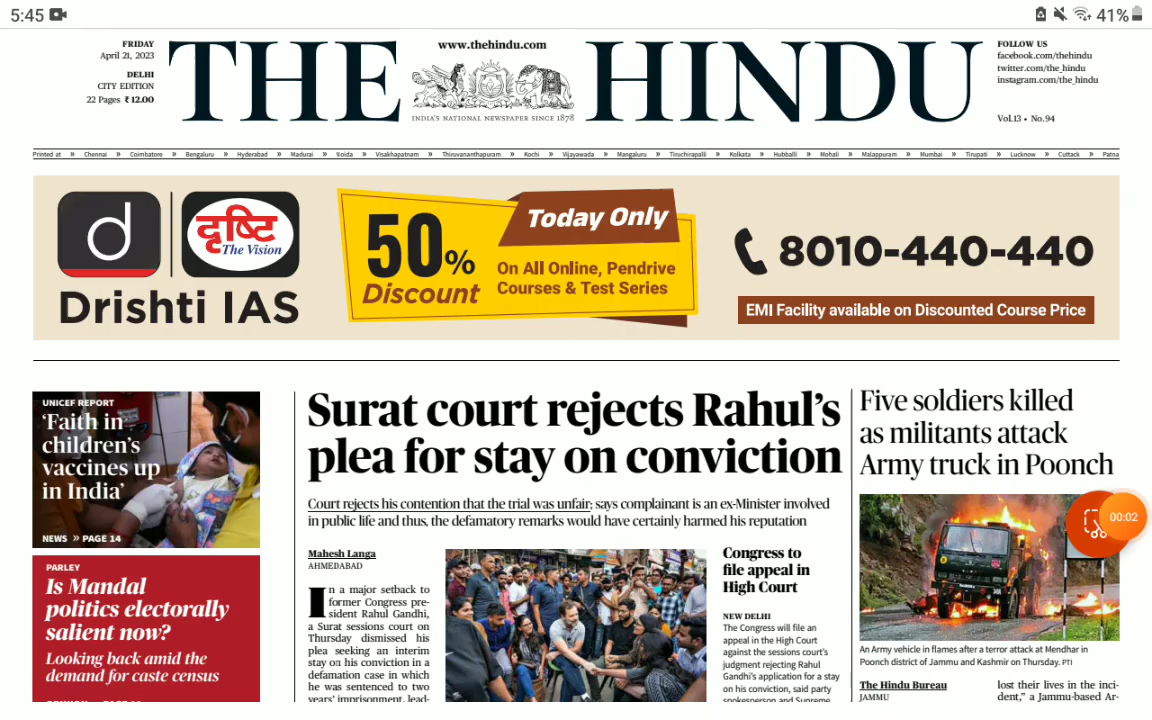 5:45
41%
FRIDAY
April 21, 2023
DELHI
CITY EDITION
22 Pages ₹ 12.00
THE HINDU
www.thehindu.com
INDIA'S NATIONAL NEWSPAPER SINCE 1878
FOLLOW US
facebook.com/thehindu
twitter.com/the_hindu
instagram.com/the_hindu
Vol.13 • No.94
Printed at » Chennai » Coimbatore » Bengaluru » Hyderabad » Madurai » Noida » Visakhapatnam » Thiruvananthapuram » Kochi » Vijayawada » Mangaluru » Tiruchirapalli » Kolkata » Hubballi » Mohali » Malappuram » Mumbai » Tirupati » Lucknow » Cuttack » Patna
d
दृष्टि
The Vision
Drishti IAS
50%
Discount
Today Only
On All Online, Pendrive
Courses & Test Series
8010-440-440
EMI Facility available on Discounted Course Price
UNICEF REPORT
‘Faith in
children’s
vaccines up
in India’
NEWS » PAGE 14
PARLEY
Is Mandal
politics electorally
salient now?
Looking back amid the
demand for caste census
Surat court rejects Rahul’s
plea for stay on conviction
Court rejects his contention that the trial was unfair; says complainant is an ex-Minister involved
in public life and thus, the defamatory remarks would have certainly harmed his reputation
Mahesh Langa
AHMEDABAD
In a major setback to
former Congress pre-
sident Rahul Gandhi,
a Surat sessions court on
Thursday dismissed his
plea seeking an interim
stay on his conviction in a
defamation case in which
he was sentenced to two
years’ imprisonment, lead-
Congress to
file appeal in
High Court
NEW DELHI
The Congress will file an
appeal in the High Court
against the sessions court’s
judgment rejecting Rahul
Gandhi’s application for a stay
on his conviction, said party
spokesperson and Supreme
Five soldiers killed
as militants attack
Army truck in Poonch
00:02
An Army vehicle in flames after a terror attack at Mendhar in
Poonch district of Jammu and Kashmir on Thursday. PTI
The Hindu Bureau
JAMMU
lost their lives in the inci-
dent,” a Jammu-based Ar-